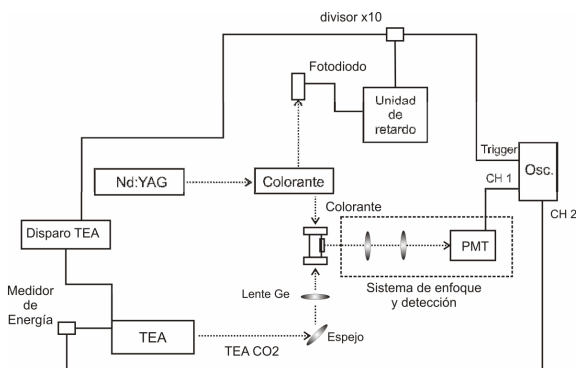 divisor x10
Fotodiodo
Unidad
de
retardo
Trigger
Osc.
CH 1
CH 2
Nd:YAG
Colorante
Colorante
Disparo TEA
PMT
Sistema de enfoque
y detección
Medidor
de
Energía
Lente Ge
TEA
TEA CO2
Espejo